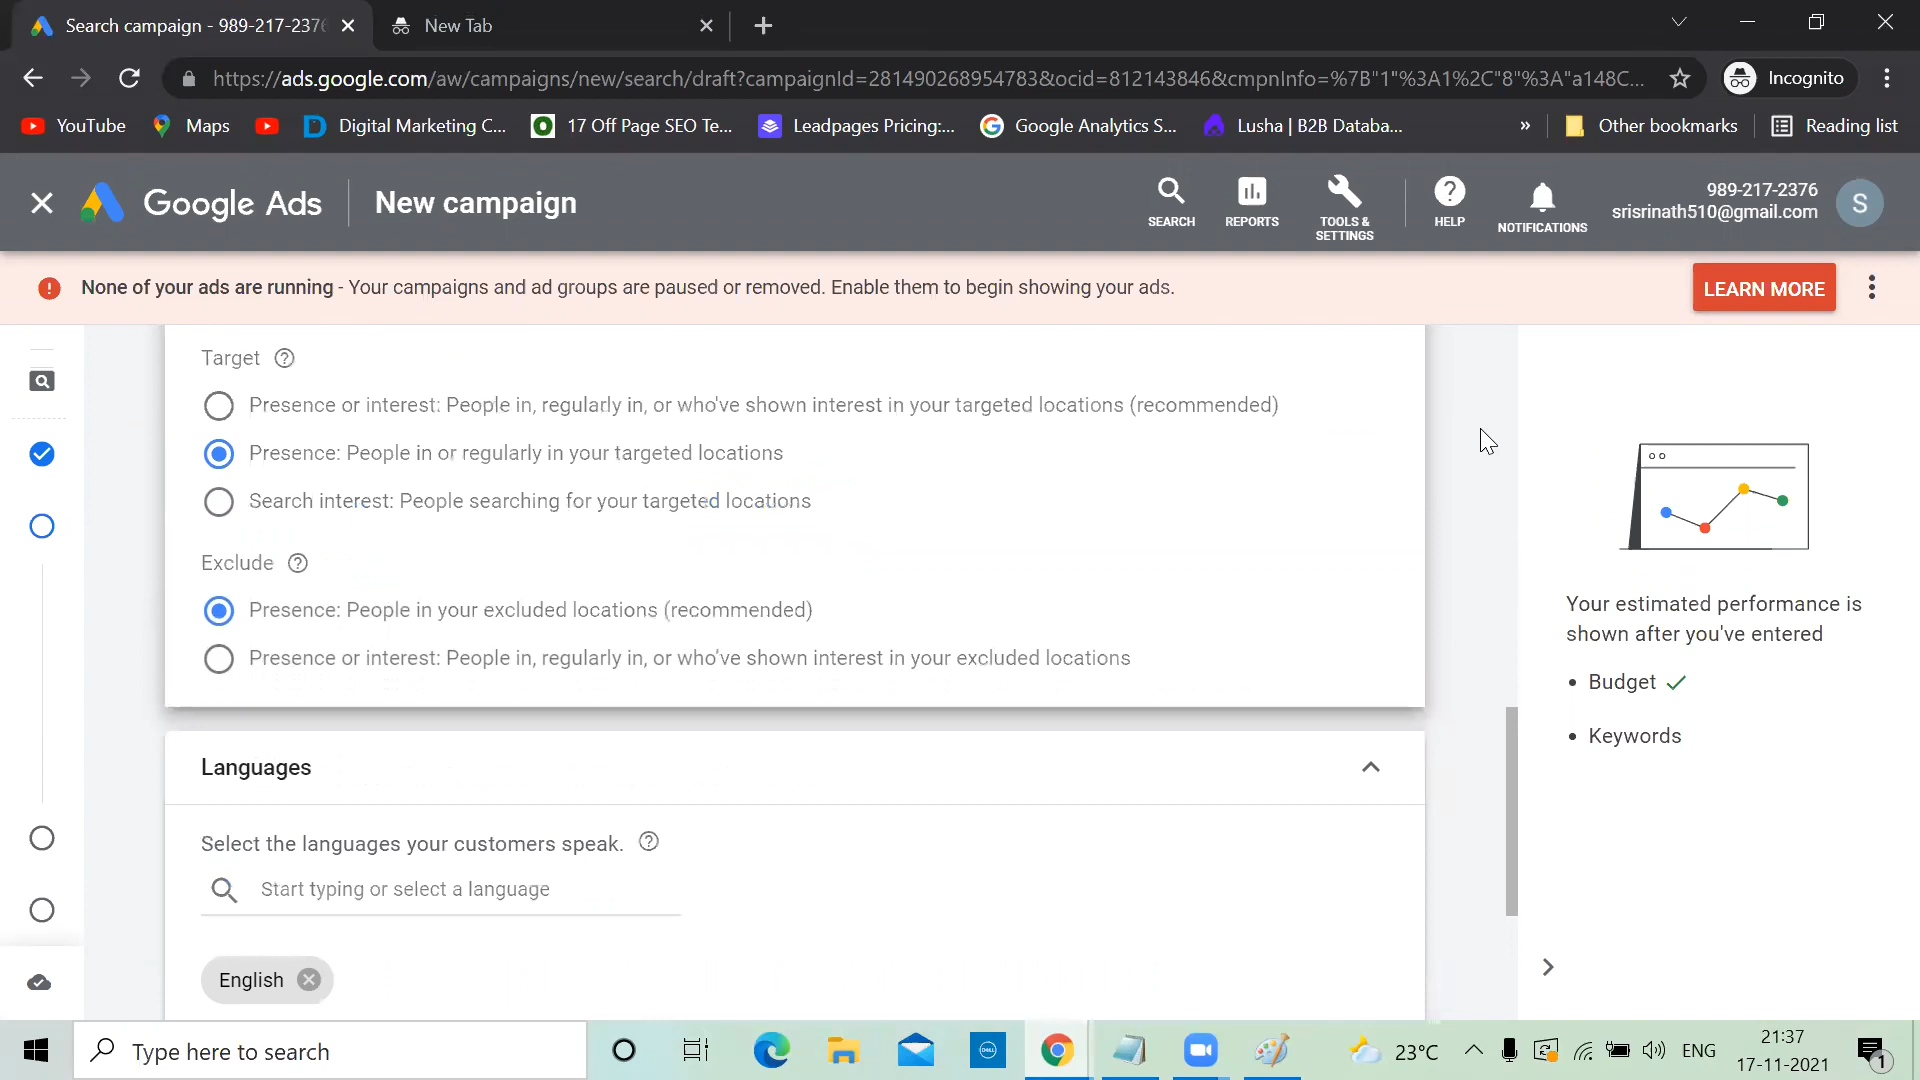 Search campaign - 989-217-2376
New Tab
https://ads.google.com/aw/campaigns/new/search/draft?campaignId=281490268954783&ocid=812143846&cmpnInfo=%7B"1"%3A1%2C"8"%3A"a148C...
Incognito
YouTube
Maps
Digital Marketing C...
17 Off Page SEO Te...
Leadpages Pricing:...
Google Analytics S...
Lusha | B2B Databa...
»
Other bookmarks
Reading list
Google Ads
New campaign
SEARCH
REPORTS
TOOLS &
SETTINGS
HELP
NOTIFICATIONS
989-217-2376
srisrinath510@gmail.com
S
None of your ads are running - Your campaigns and ad groups are paused or removed. Enable them to begin showing your ads.
LEARN MORE
Target
Presence or interest: People in, regularly in, or who've shown interest in your targeted locations (recommended)
Presence: People in or regularly in your targeted locations
Search interest: People searching for your targeted locations
Exclude
Presence: People in your excluded locations (recommended)
Presence or interest: People in, regularly in, or who've shown interest in your excluded locations
Languages
Select the languages your customers speak.
Start typing or select a language
English
Your estimated performance is
shown after you've entered
• Budget
• Keywords
Type here to search
DELL
23°C
ENG
21:37
17-11-2021
1